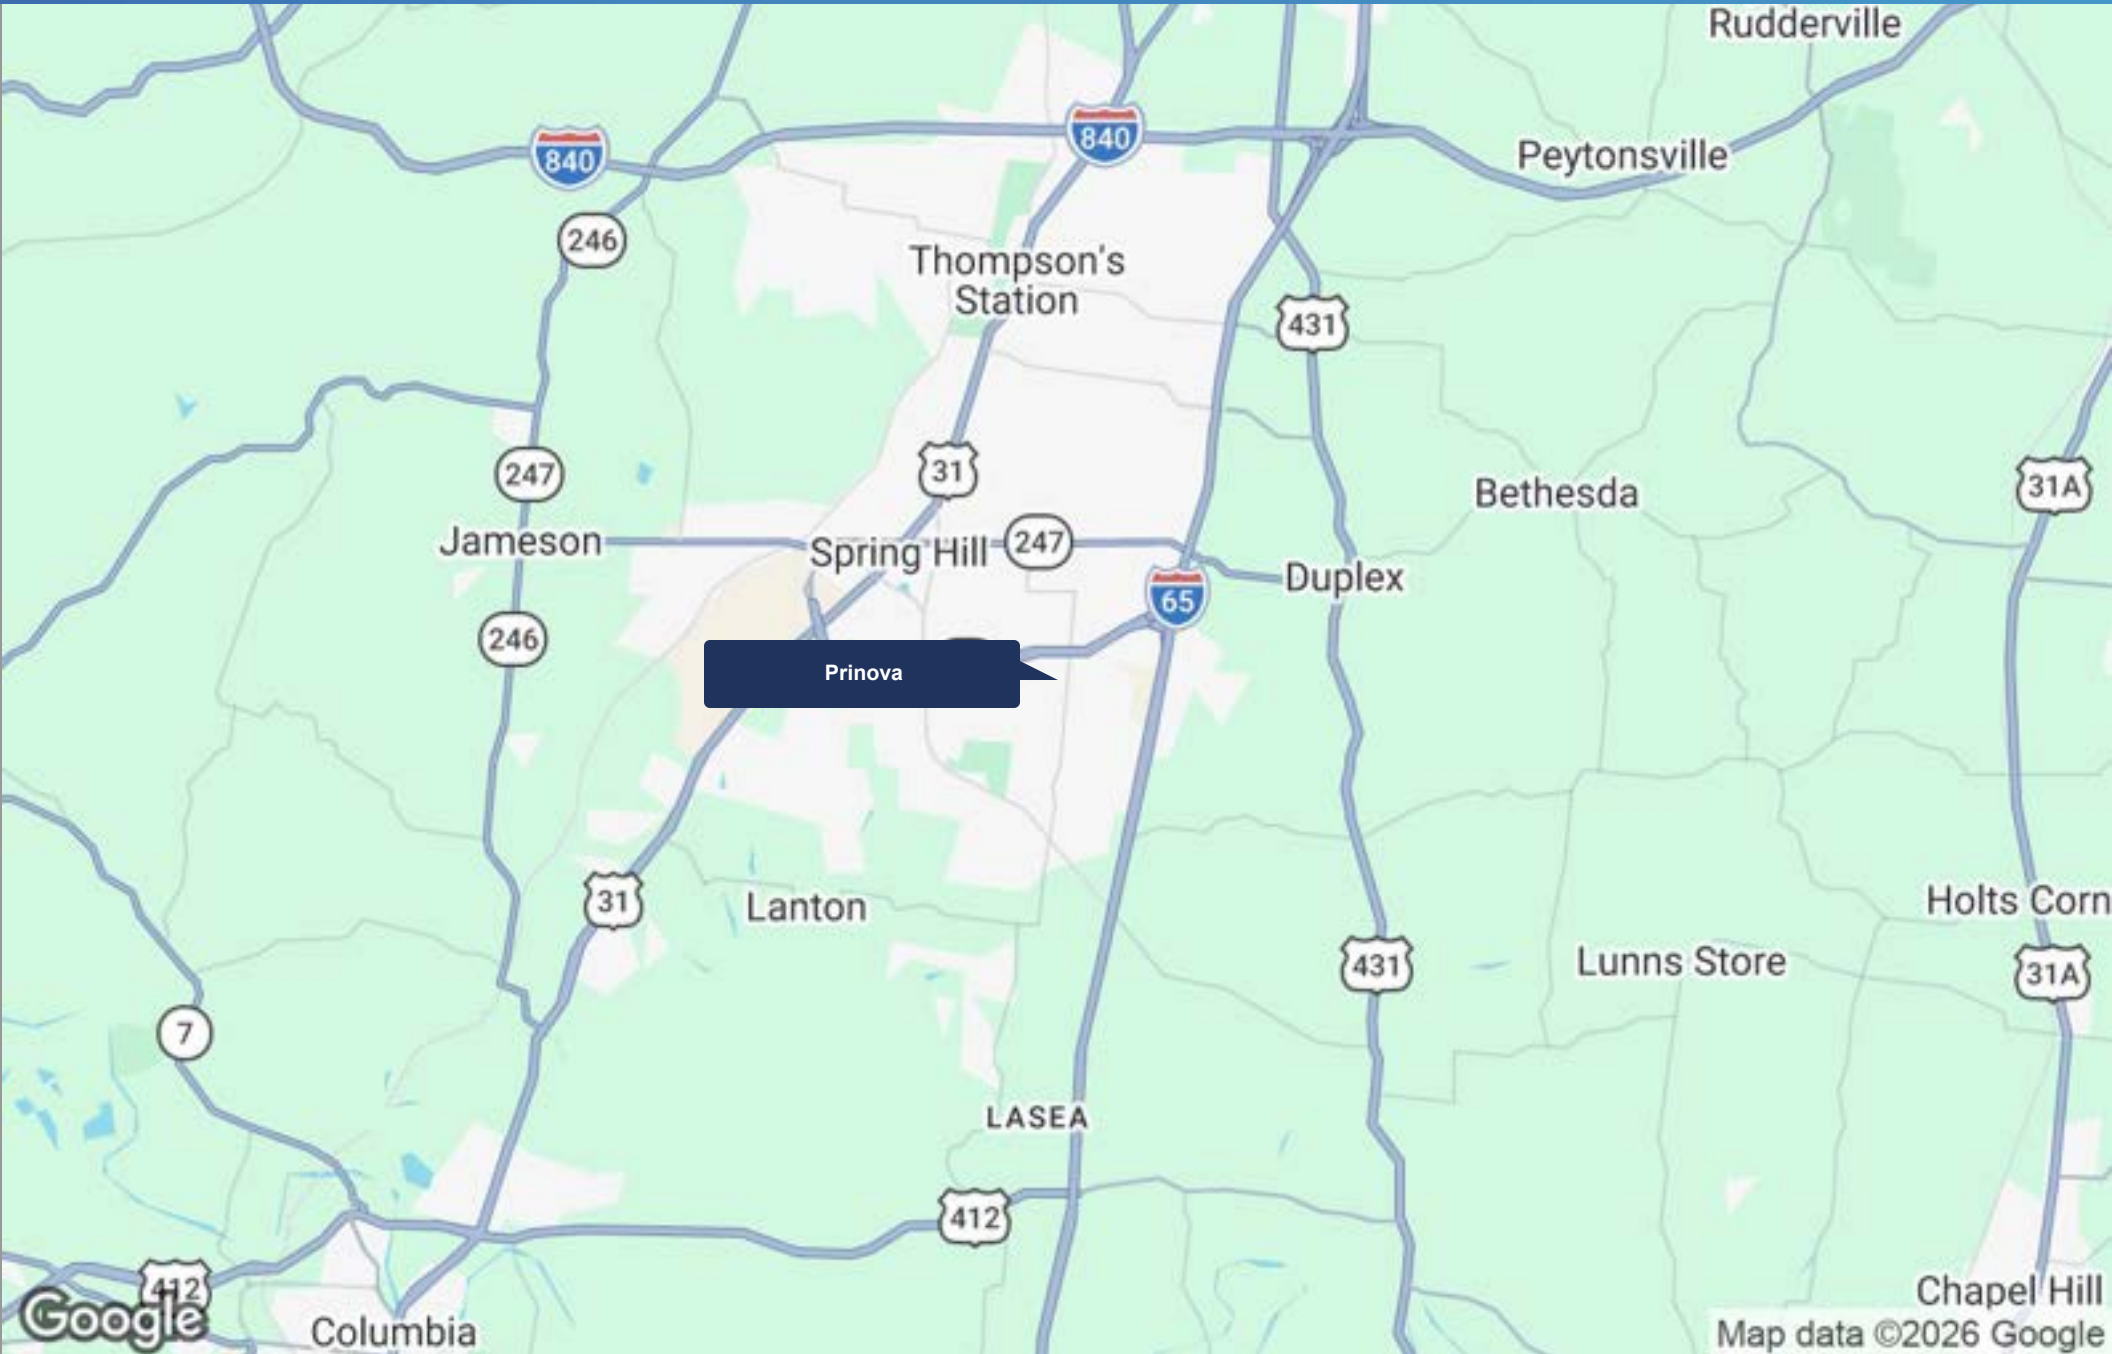 Rudderville
840
840
Peytonsville
246
Thompson's
Station
431
247
31
31A
Bethesda
Jameson
Spring Hill
247
65
Duplex
246
Prinova
31
Lanton
Holts Corn
431
Lunns Store
31A
7
LASEA
412
412
Chapel Hill
Google
Columbia
Map data ©2026 Google